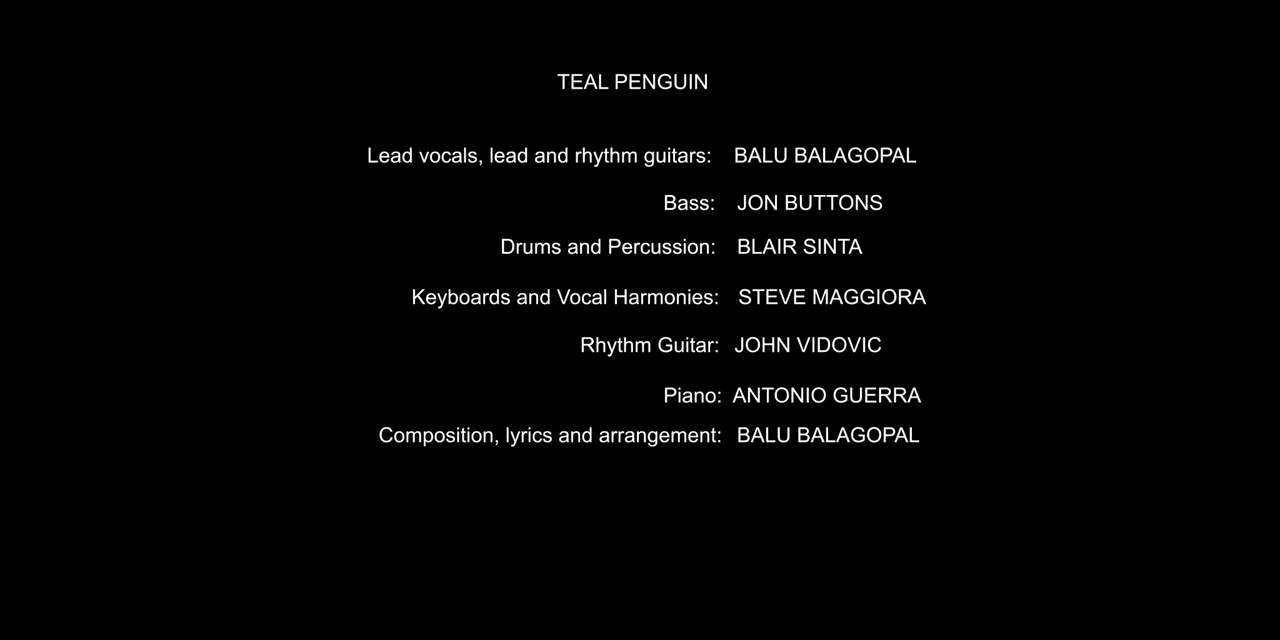 TEAL PENGUIN
Lead vocals, lead and rhythm guitars: BALU BALAGOPAL
Bass: JON BUTTONS
Drums and Percussion: BLAIR SINTA
Keyboards and Vocal Harmonies: STEVE MAGGIORA
Rhythm Guitar: JOHN VIDOVIC
Piano: ANTONIO GUERRA
Composition, lyrics and arrangement: BALU BALAGOPAL